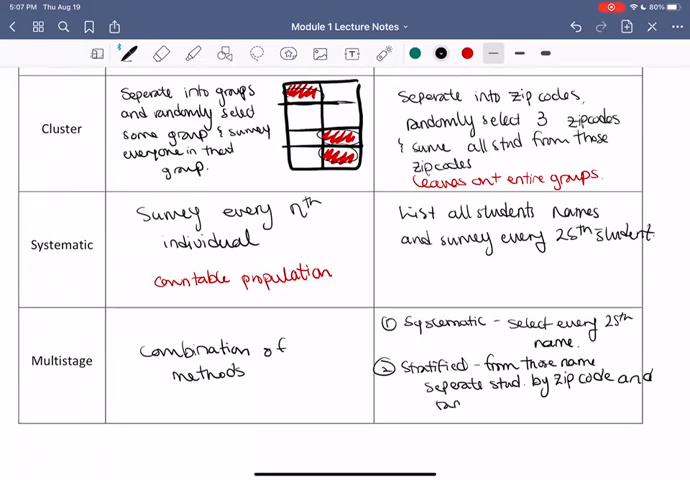 5:07 PM Thu Aug 19
80%
Module 1 Lecture Notes
T
Cluster
Seperate into groups
and randomly select
some group & survey
everyone in that
group.
Seperate into zip codes,
randomly select 3 zipcodes
& surve all stud from those
zipcodes
leaves out entire groups.
Systematic
Survey every nth
individual
countable population
List all students names
and survey every 25th student.
Multistage
Combination of
methods
① Systematic - select every 25th
name.
② Stratified - from those name
seperate stud. by zip code and
ran